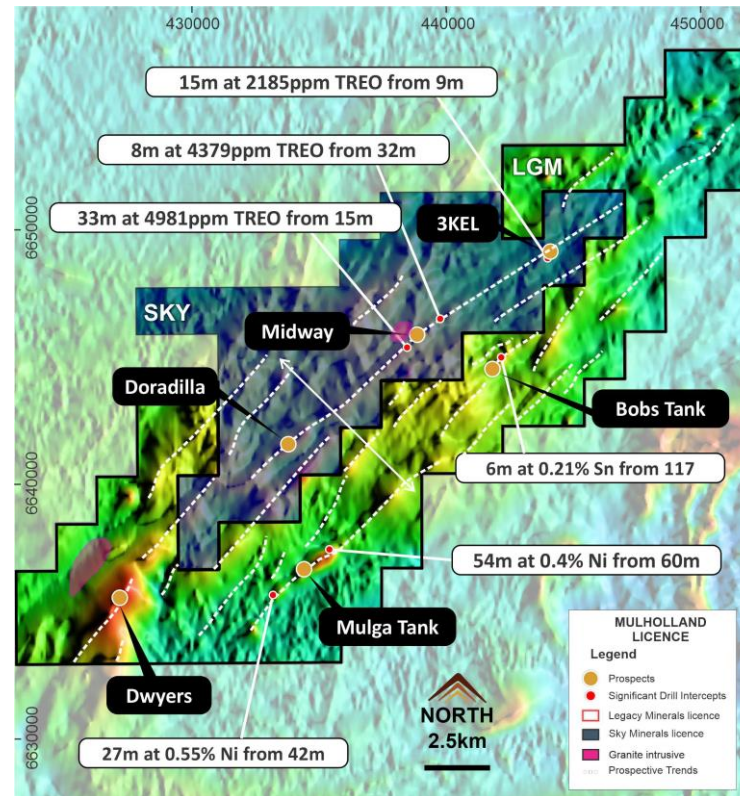 430000
440000
450000
15m at 2185ppm TREO from 9m
8m at 4379ppm TREO from 32m
LGM
33m at 4981ppm TREO from 15m
3KEL
6650000
SKY
Midway
Doradilla
Bobs Tank
6m at 0.21% Sn from 117
6640000
54m at 0.4% Ni from 60m
Mulga Tank
Dwyers
27m at 0.55% Ni from 42m
6630000
NORTH
2.5km
MULHOLLAND
LICENCE
Legend
Prospects
Significant Drill Intercepts
Legacy Minerals licence
Sky Minerals licence
Granite intrusive
Prospective Trends